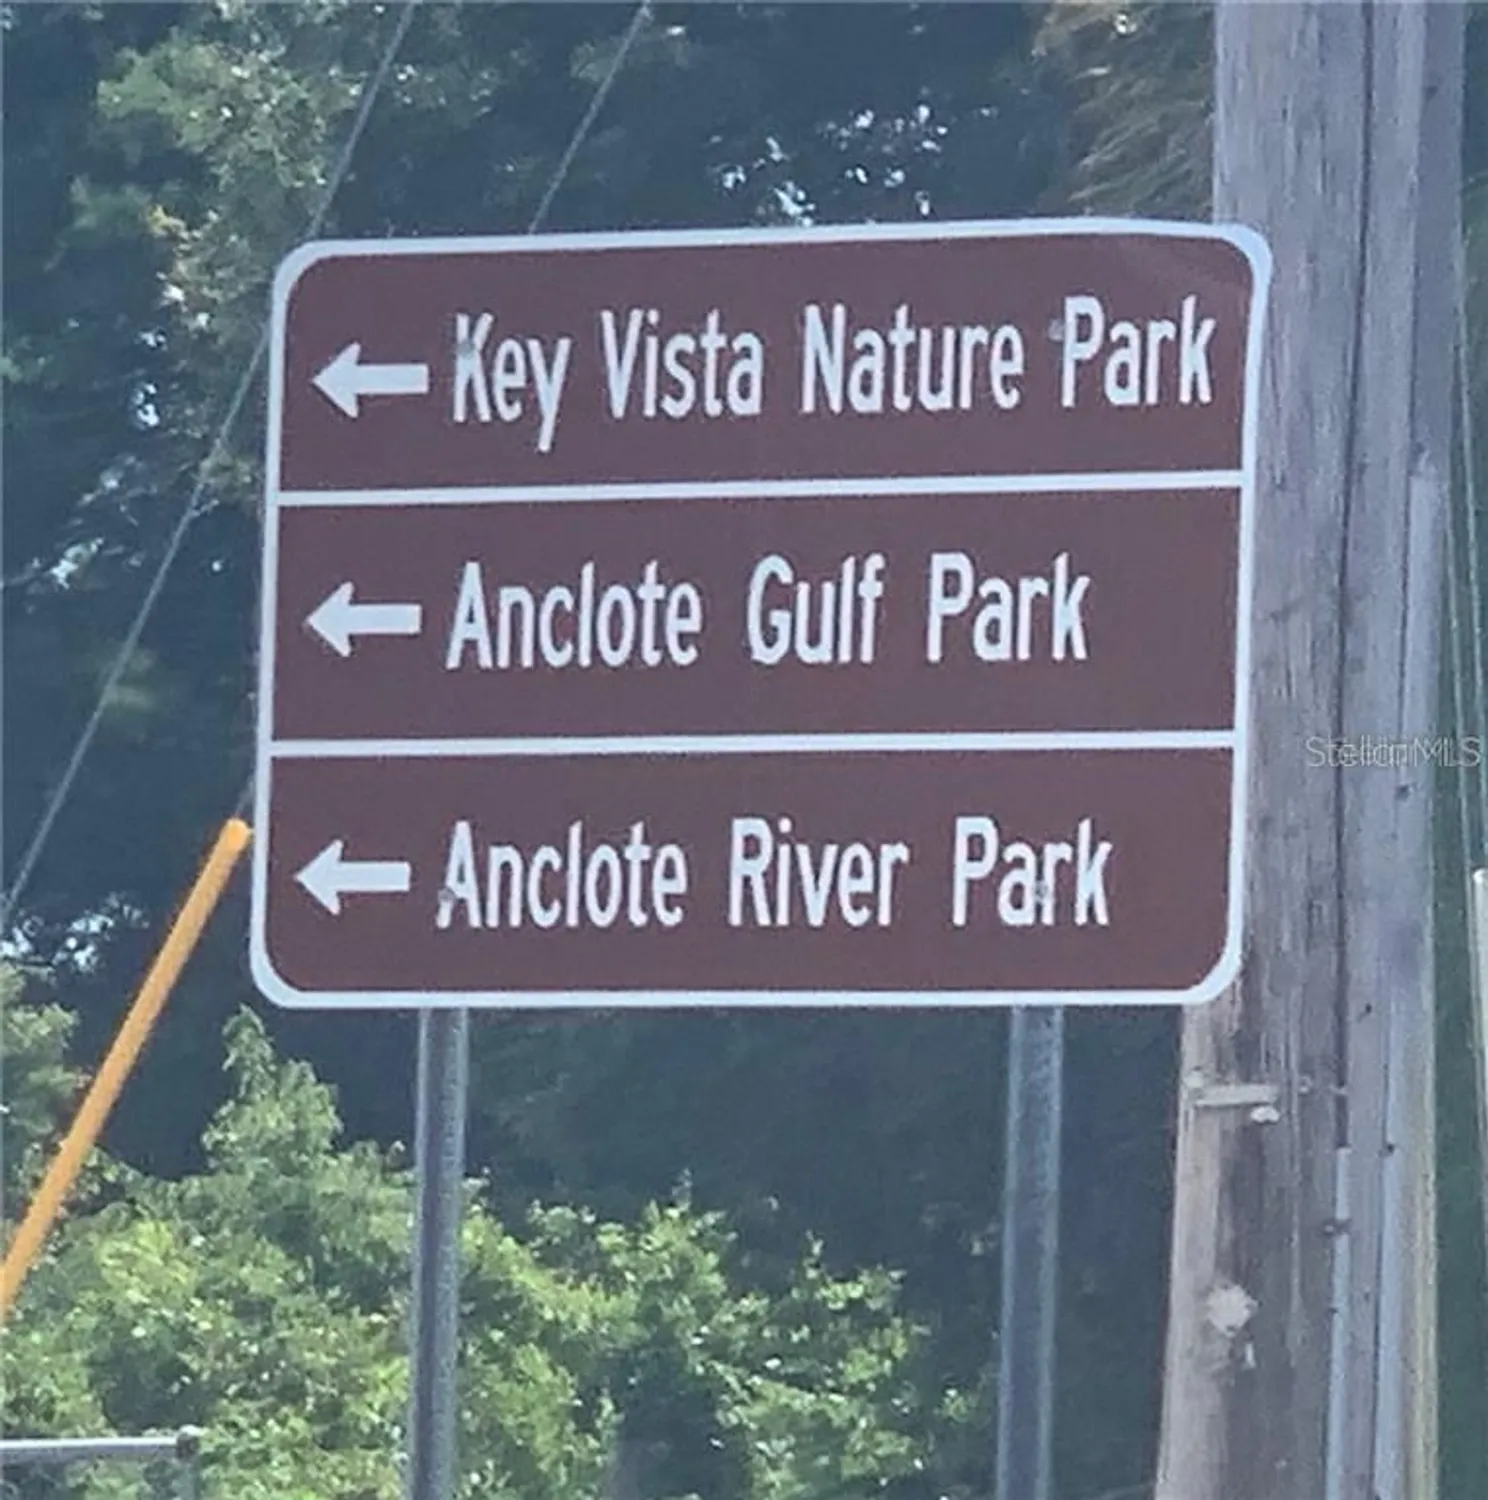 Key Vista Nature Park
Anclote Gulf Park
Anclote River Park
StellarMLS